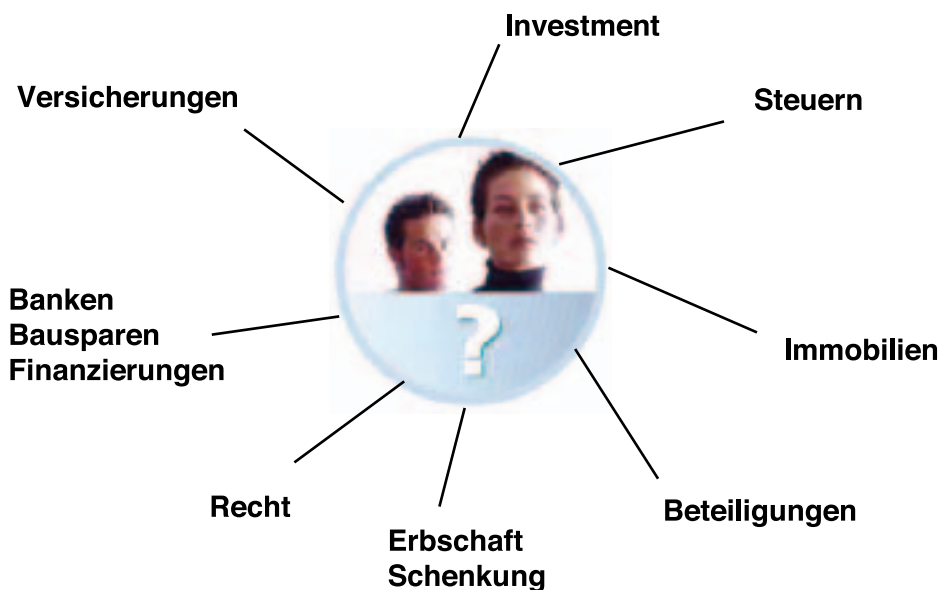 Investment
Versicherungen
Steuern
Banken
Bausparen
Finanzierungen
?
Immobilien
Recht
Beteiligungen
Erbschaft
Schenkung